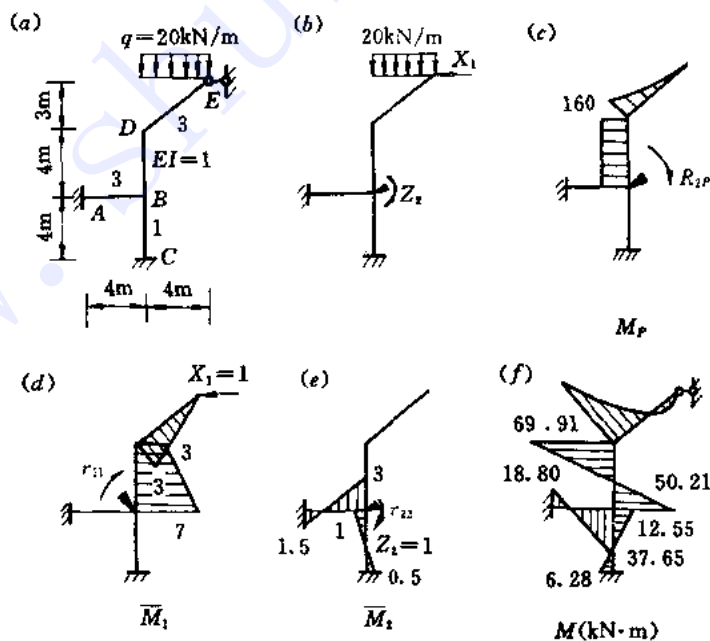 (a)
q=20kN/m
3m
4m
4m
D
E
3
EI=1
3
A
B
1
C
4m
4m
(b)
20kN/m
X₁
Z₂
(c)
160
R₂P
M_P
(d)
X₁=1
r₂₁
3
3
7
M̅₁
(e)
3
1
r₂₂
Z₂=1
1.5
0.5
M̅₂
(f)
69.91
18.80
50.21
12.55
37.65
6.28
M(kN·m)